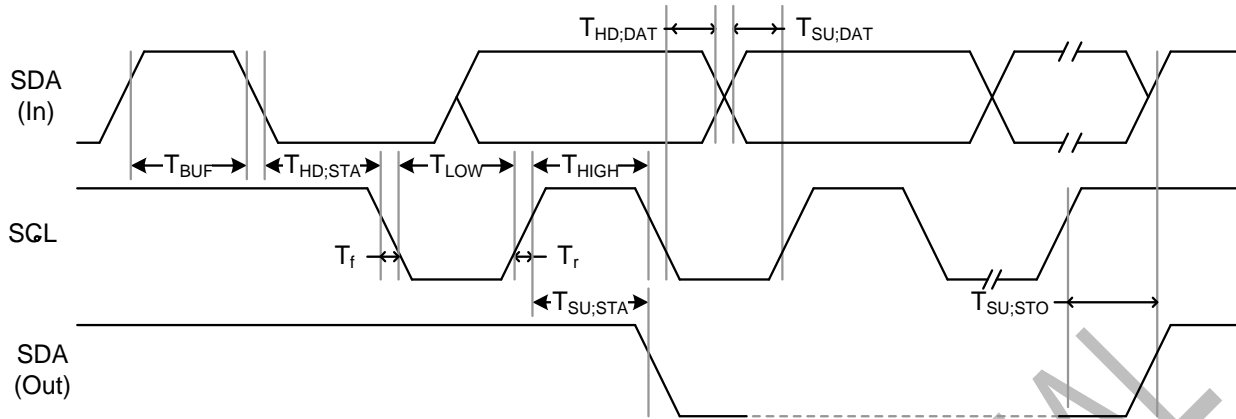 T_HD;DAT T_SU;DAT
SDA
(In)
T_BUF T_HD;STA T_LOW T_HIGH
SCL
T_f T_r
T_SU;STA T_SU;STO
SDA
(Out)